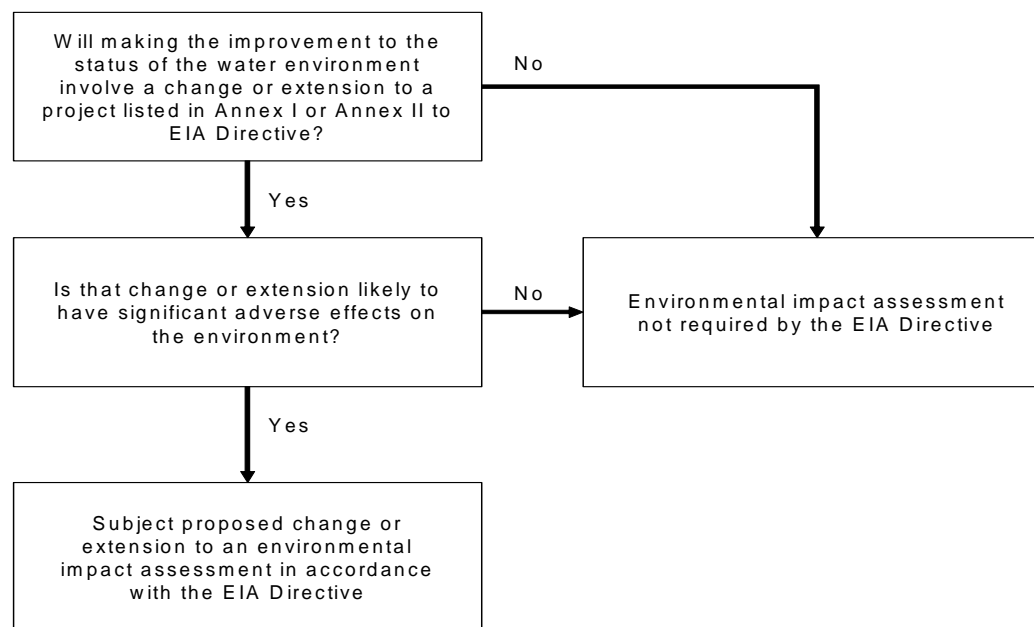 Will making the improvement to the
status of the water environment
involve a change or extension to a
project listed in Annex I or Annex II to
EIA Directive?
No
Yes
Is that change or extension likely to
have significant adverse effects on
the environment?
No
Environmental impact assessment
not required by the EIA Directive
Yes
Subject proposed change or
extension to an environmental
impact assessment in accordance
with the EIA Directive